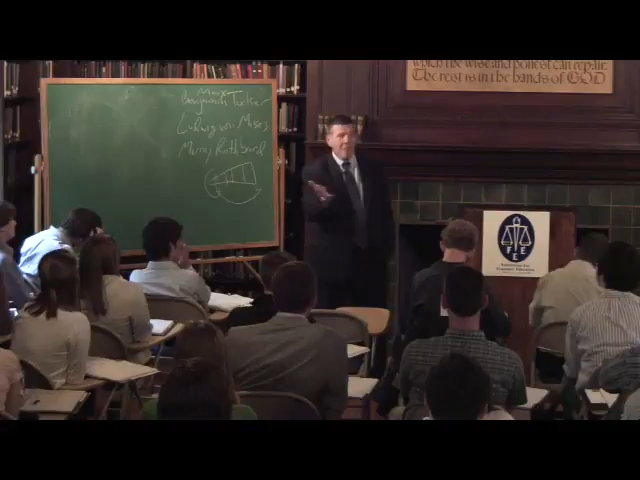 which the wise and honest can repair
The rest is in the hands of GOD
Benjamin Tucker
Ludwig von Mises
Murray Rothbard
FEE